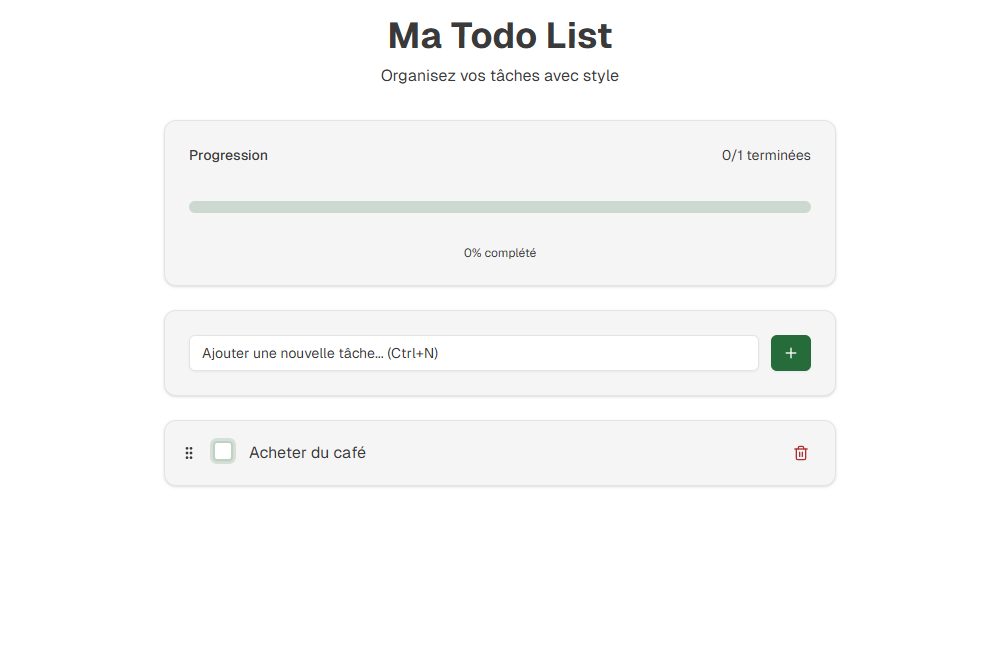 Ma Todo List
Organisez vos tâches avec style
Progression
0/1 terminées
0% complété
Ajouter une nouvelle tâche... (Ctrl+N)
Acheter du café